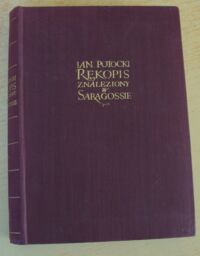 JAN POTOCKI
RĘKOPIS
ZNALEZIONY
W
SARAGOSSIE